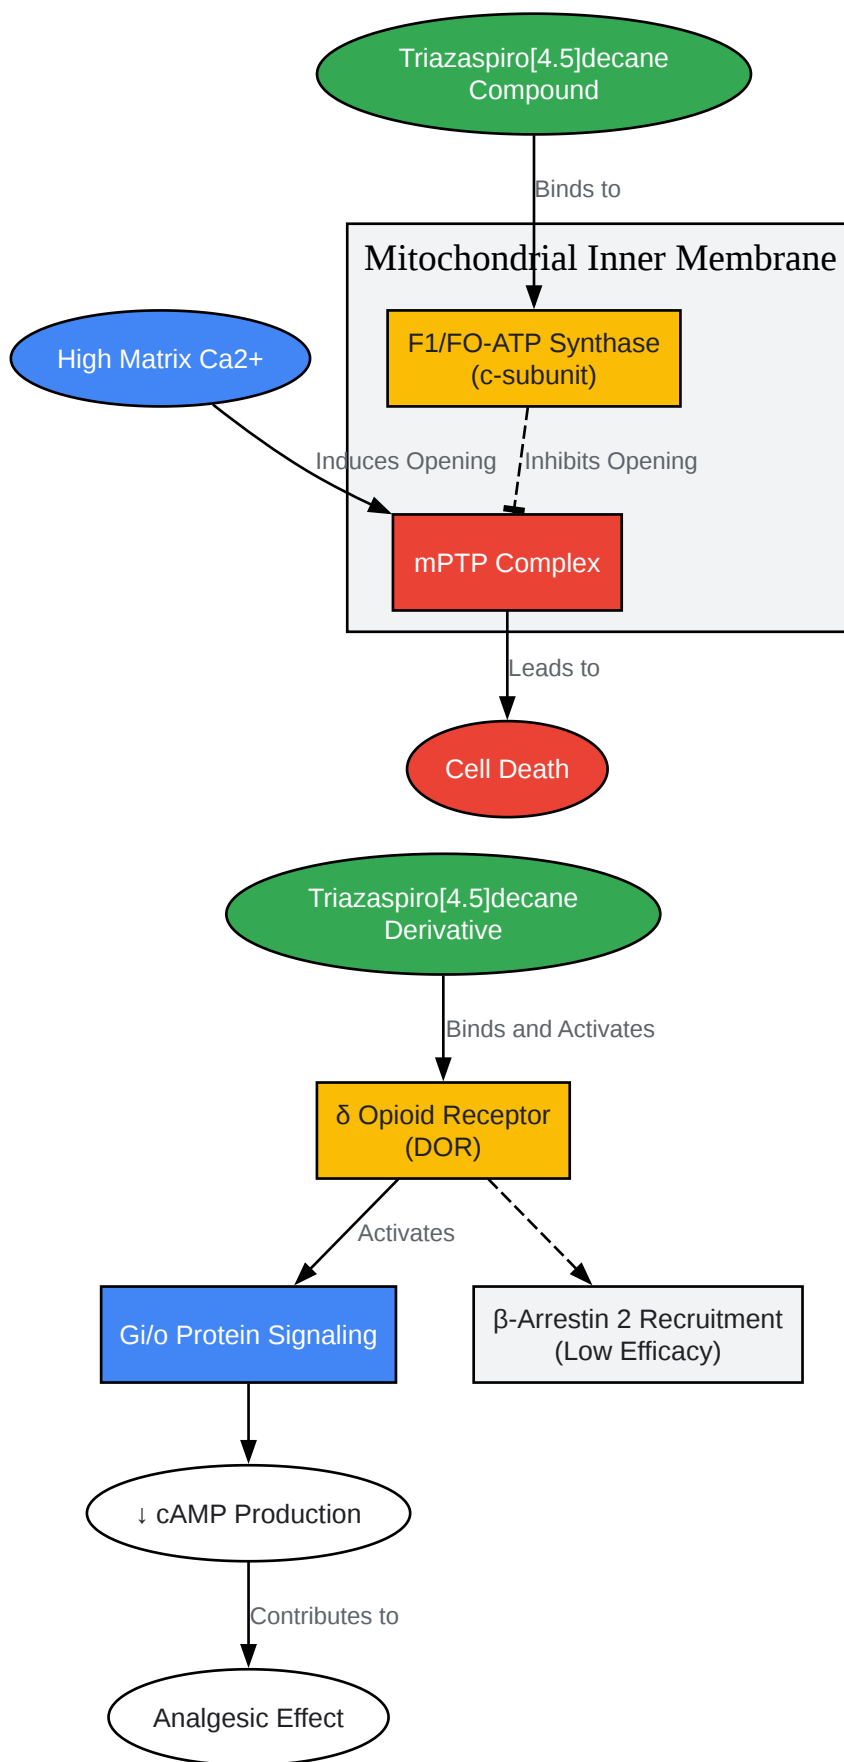 Triazaspiro[4.5]decane
Compound
Binds to
Mitochondrial Inner Membrane
F1/FO-ATP Synthase
(c-subunit)
High Matrix Ca2+
Induces Opening
Inhibits Opening
mPTP Complex
Leads to
Cell Death
Triazaspiro[4.5]decane
Derivative
Binds and Activates
δ Opioid Receptor
(DOR)
Activates
Gi/o Protein Signaling
β-Arrestin 2 Recruitment
(Low Efficacy)
↓ cAMP Production
Contributes to
Analgesic Effect